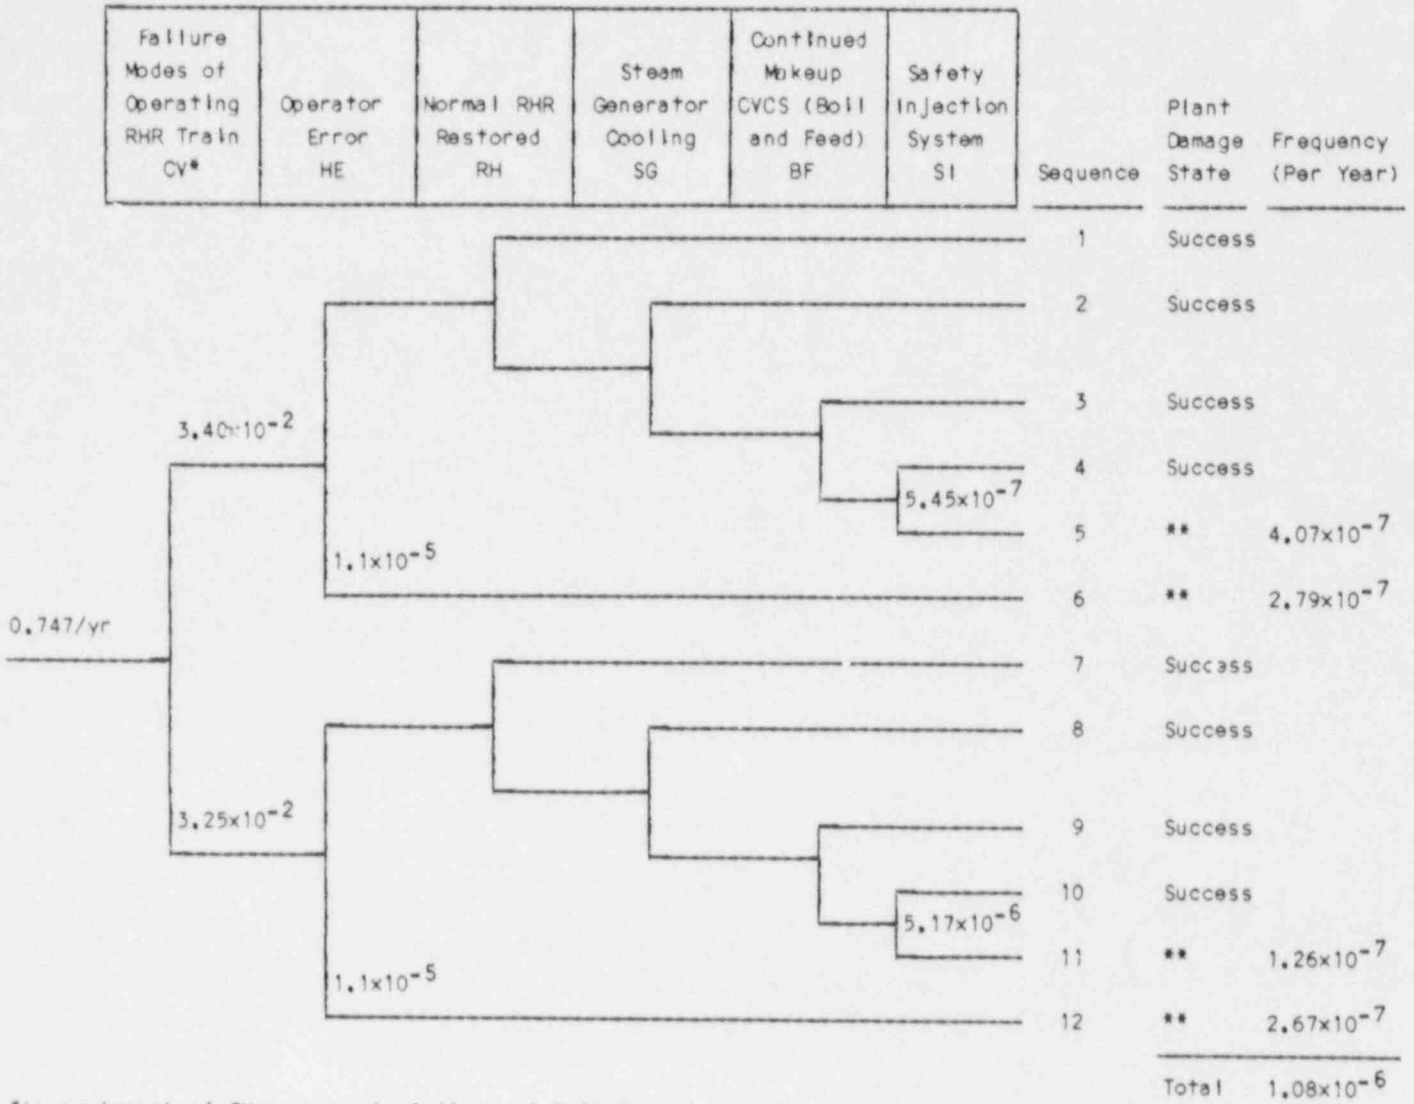 Failure
Modes of
Operating
RHR Train
CV*
Operator
Error
HE
Normal RHR
Restored
RH
Steam
Generator
Cooling
SG
Continued
Makeup
CVCS (Boil
and Feed)
BF
Safety
Injection
System
SI
Sequence
Plant
Damage
State
Frequency
(Per Year)
1 Success
2 Success
3 Success
3.40x10-2
4 Success
5.45x10-7
5 ** 4.07x10-7
1.1x10-5
6 ** 2.79x10-7
0.747/yr
7 Success
8 Success
3.25x10-2
9 Success
10 Success
5.17x10-6
11 ** 1.26x10-7
1.1x10-5
12 ** 2.67x10-7
Total 1.08x10-6